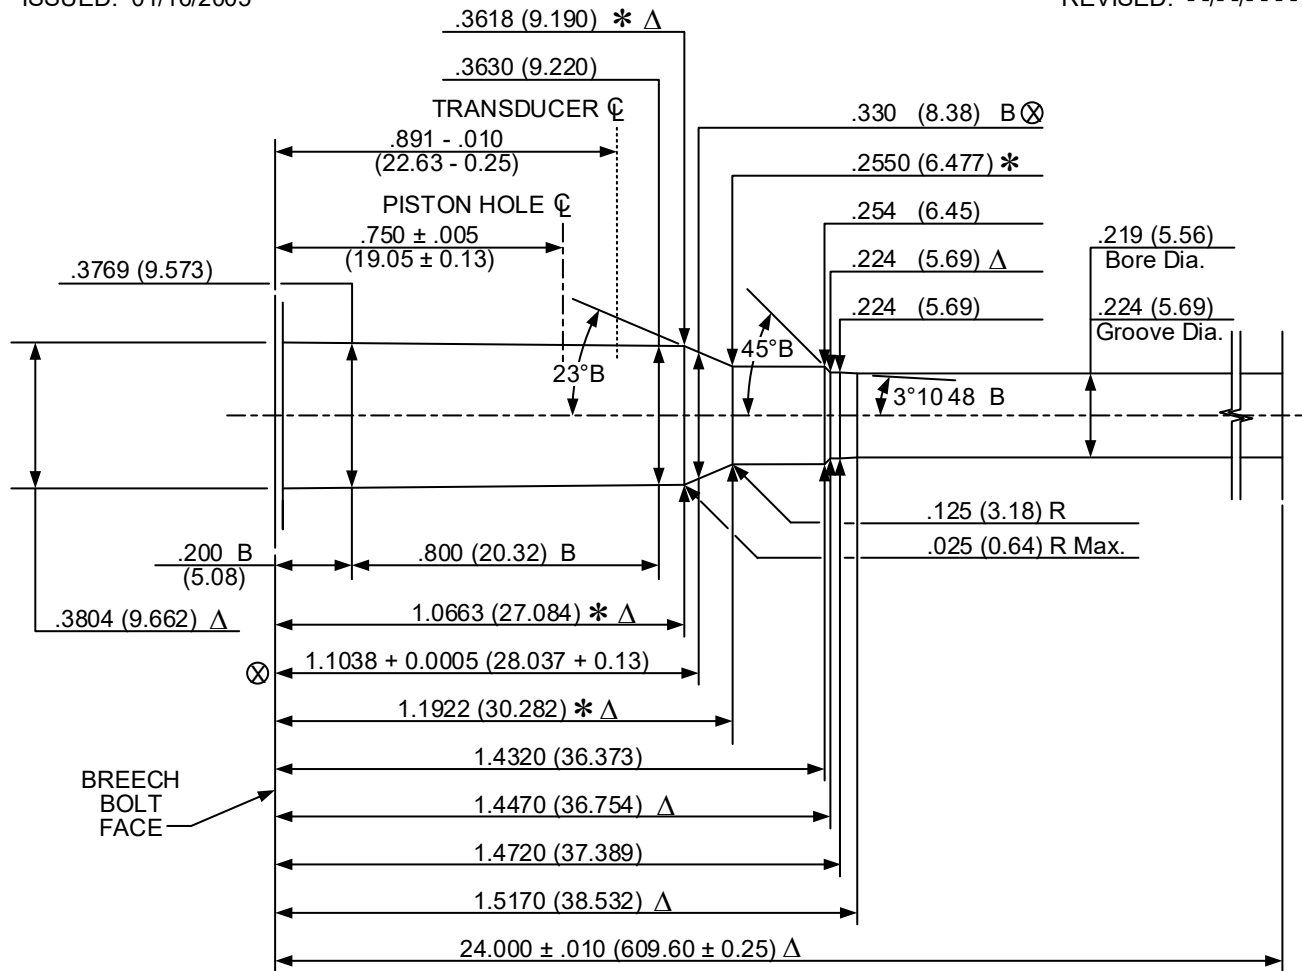 ISSUED: 01/16/2005
REVISED: --/--/----
.3618 (9.190) * Δ
.3630 (9.220)
TRANSDUCER ℄
.330 (8.38) B ⊗
.891 - .010
(22.63 - 0.25)
.2550 (6.477) *
PISTON HOLE ℄
.254 (6.45)
.750 ± .005
(19.05 ± 0.13)
.219 (5.56)
Bore Dia.
.3769 (9.573)
.224 (5.69) Δ
.224 (5.69)
.224 (5.69)
Groove Dia.
45°B
23°B
3°10 48 B
.125 (3.18) R
.025 (0.64) R Max.
.200 B
(5.08)
.800 (20.32) B
.3804 (9.662) Δ
1.0663 (27.084) * Δ
⊗ 1.1038 + 0.0005 (28.037 + 0.13)
1.1922 (30.282) * Δ
1.4320 (36.373)
BREECH
BOLT
FACE
1.4470 (36.754) Δ
1.4720 (37.389)
1.5170 (38.532) Δ
24.000 ± .010 (609.60 ± 0.25) Δ